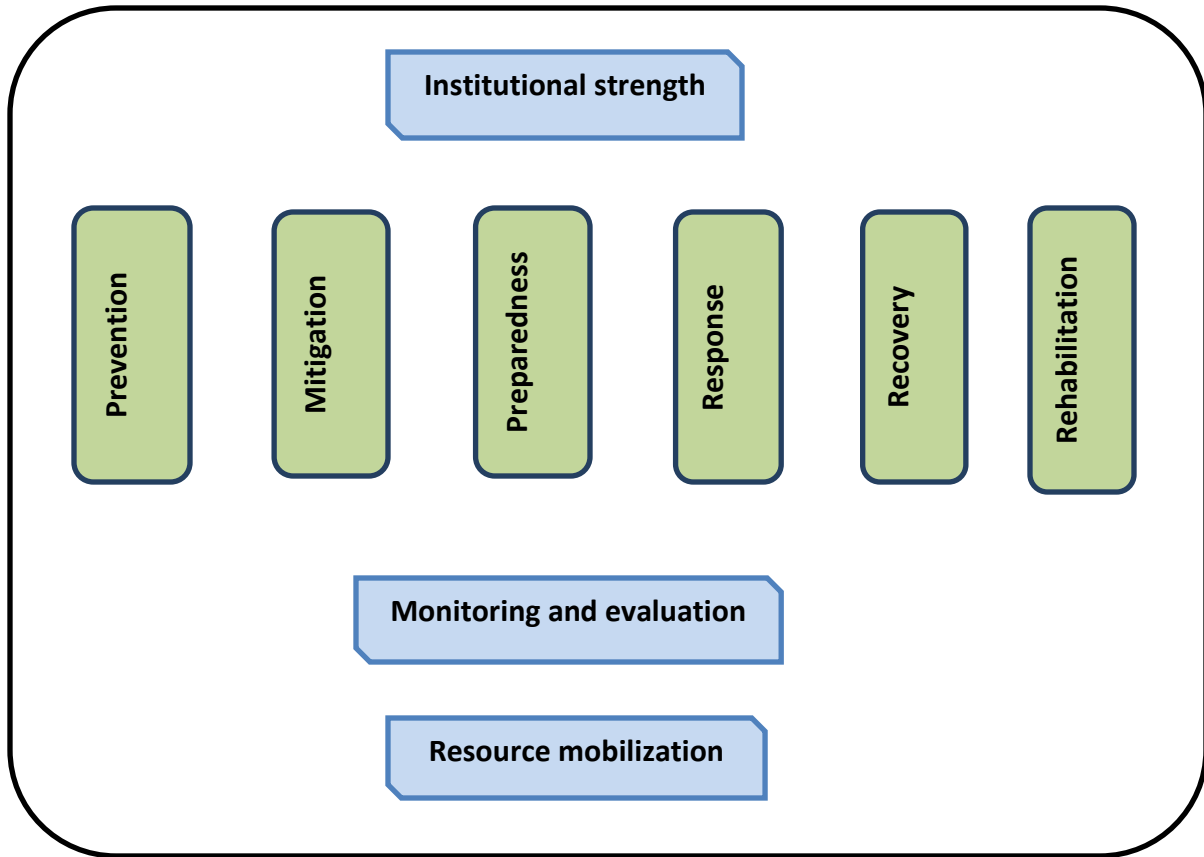 Institutional strength
Prevention
Mitigation
Preparedness
Response
Recovery
Rehabilitation
Monitoring and evaluation
Resource mobilization